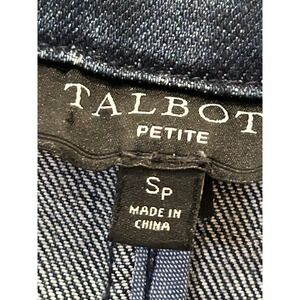 TALBOT
PETITE
SP
MADE IN
CHINA